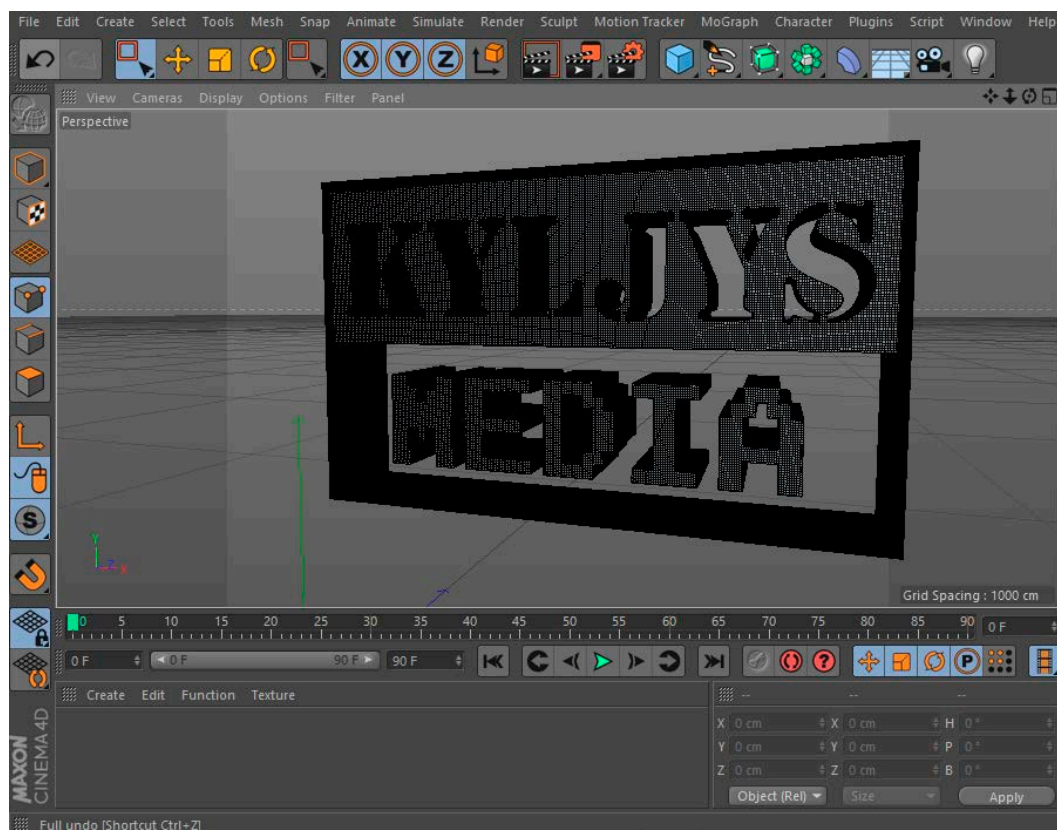 File Edit Create Select Tools Mesh Snap Animate Simulate Render Sculpt Motion Tracker MoGraph Character Plugins Script Window Help
X Y Z
View Cameras Display Options Filter Panel
Perspective
KYLJYS
MEDIA
S
Y
Z X
Grid Spacing : 1000 cm
0 5 10 15 20 25 30 35 40 45 50 55 60 65 70 75 80 85 90 0 F
0 F 0 F 90 F 90 F ? P
Create Edit Function Texture
-- -- --
X 0 cm X 0 cm H 0 °
Y 0 cm Y 0 cm P 0 °
Z 0 cm Z 0 cm B 0 °
Object (Rel) Size Apply
MAXON
CINEMA 4D
Full undo [Shortcut Ctrl+Z]